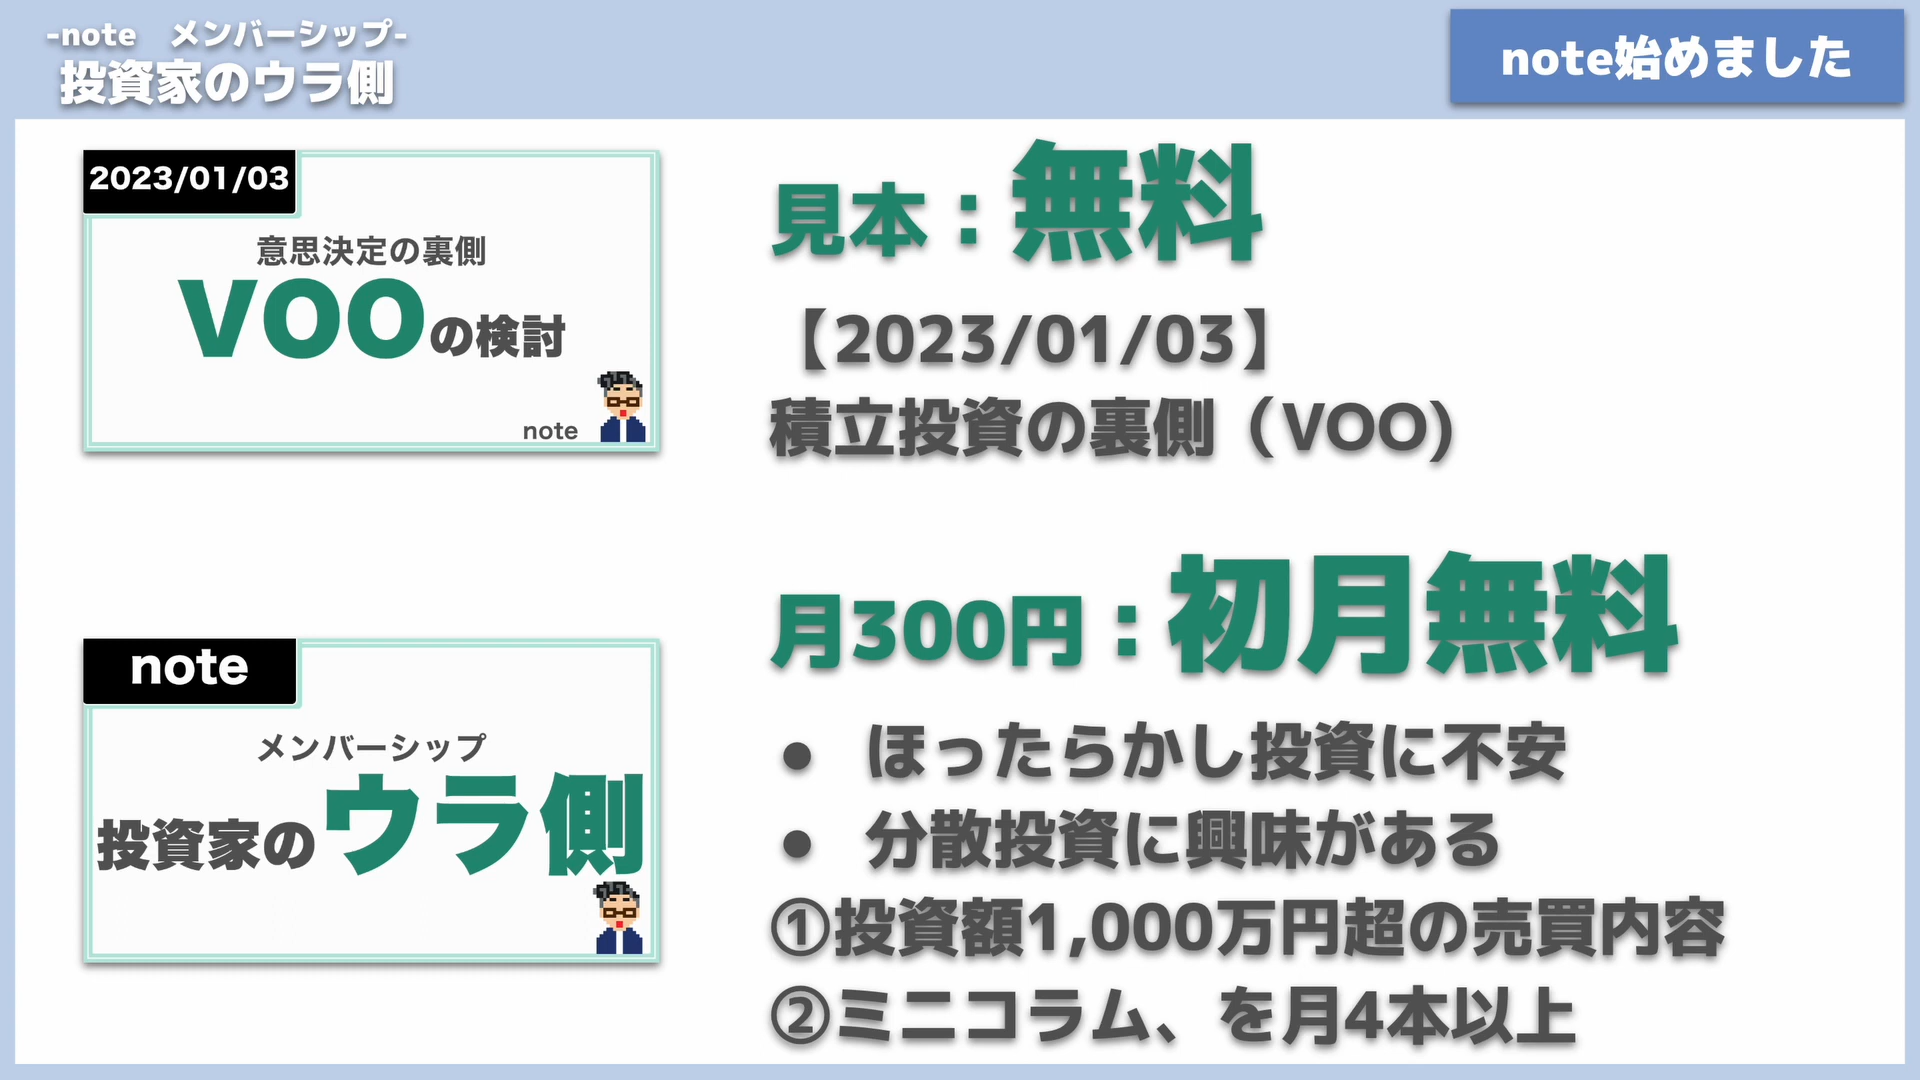 -note　メンバーシップ-
投資家のウラ側
note始めました
2023/01/03
意思決定の裏側
VOOの検討
note
見本：無料
【2023/01/03】
積立投資の裏側（VOO)
note
メンバーシップ
投資家のウラ側
月300円：初月無料
● ほったらかし投資に不安
● 分散投資に興味がある
①投資額1,000万円超の売買内容
②ミニコラム、を月4本以上